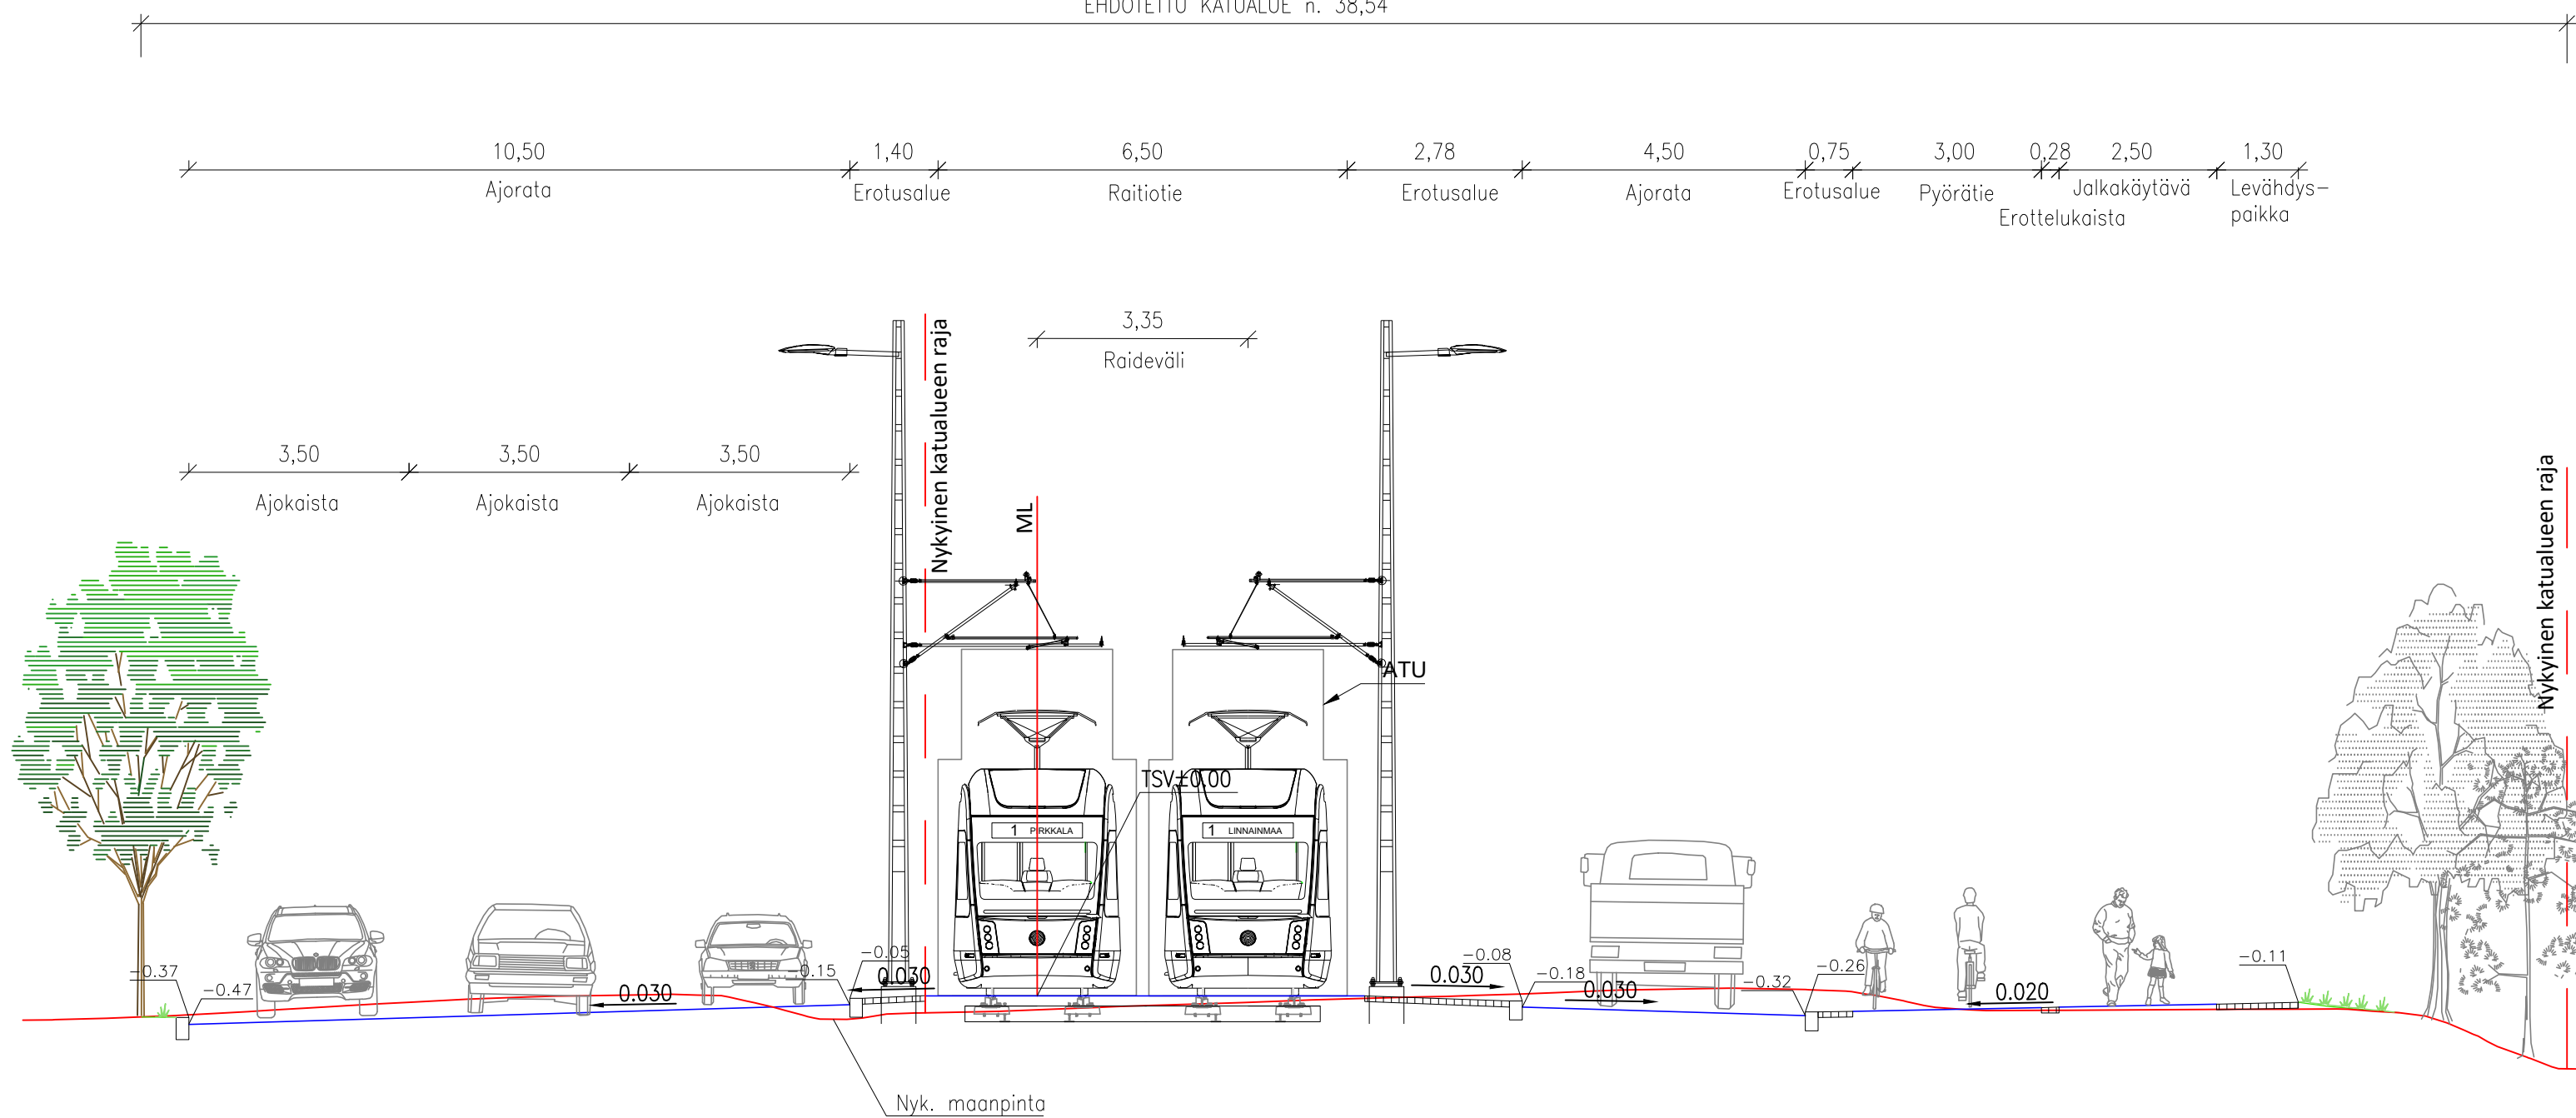 EHDOTETTU KATUALUE n. 38,54
10,50
1,40
6,50
2,78
4,50
0,75
3,00
0,28
2,50
1,30
Ajorata
Erotusalue
Raitiotie
Erotusalue
Ajorata
Erotusalue
Pyörätie
Erottelukaista
Jalkakäytävä
Levähdys-
paikka
3,35
Raideväli
Nykyinen katualueen raja
ML
3,50
3,50
3,50
Ajokaista
Ajokaista
Ajokaista
Nykyinen katualueen raja
ATU
TSV±0.00
1 PIRKKALA
1 LINNAINMAA
-0.37
-0.47
0.030
-0.15
-0.05
0.030
0.030
-0.08
-0.18
0.030
-0.32
-0.26
0.020
-0.11
Nyk. maanpinta